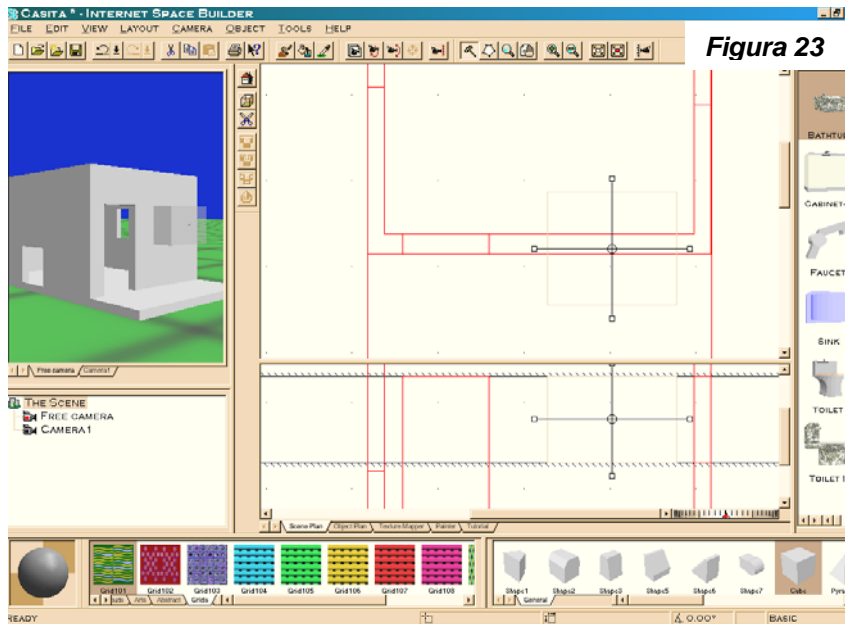 CASITA * - INTERNET SPACE BUILDER
FILE EDIT VIEW LAYOUT CAMERA OBJECT TOOLS HELP
Figura 23
BATHTU
CABINET-
FAUCET
SINK
TOILET
TOILET
Free camera Camera1
THE SCENE
FREE CAMERA
CAMERA1
Scene Plan Object Plan Texture Mapper Painter Tutorial
Grid101 Grid102 Grid103 Grid104 Grid105 Grid106 Grid107 Grid108
Arts Abstract Grids
Shape1 Shape2 Shape3 Shape5 Shape6 Shape7 Cube Pyra
General
READY
0.00° BASIC